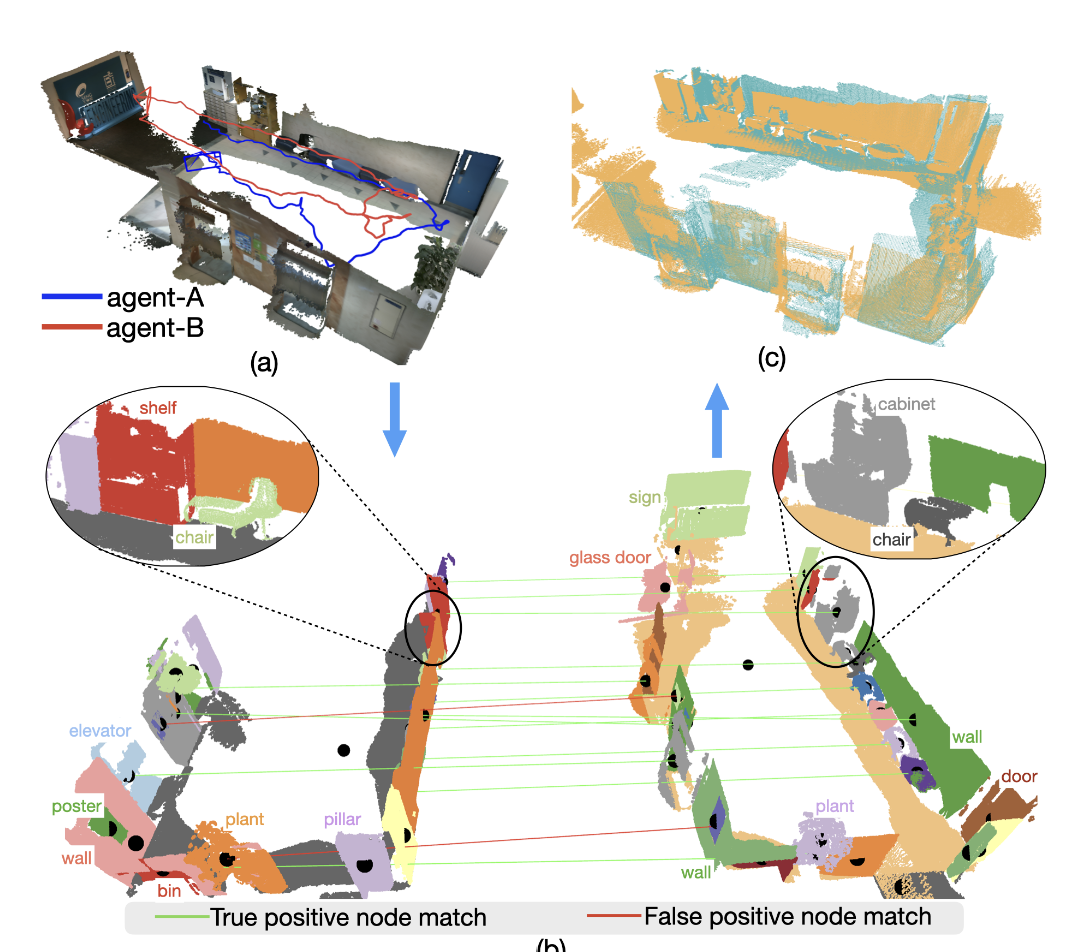 agent-A
agent-B
(a)
(c)
shelf
chair
cabinet
chair
sign
glass door
elevator
poster
wall
bin
plant
pillar
wall
plant
wall
door
True positive node match
False positive node match
(b)